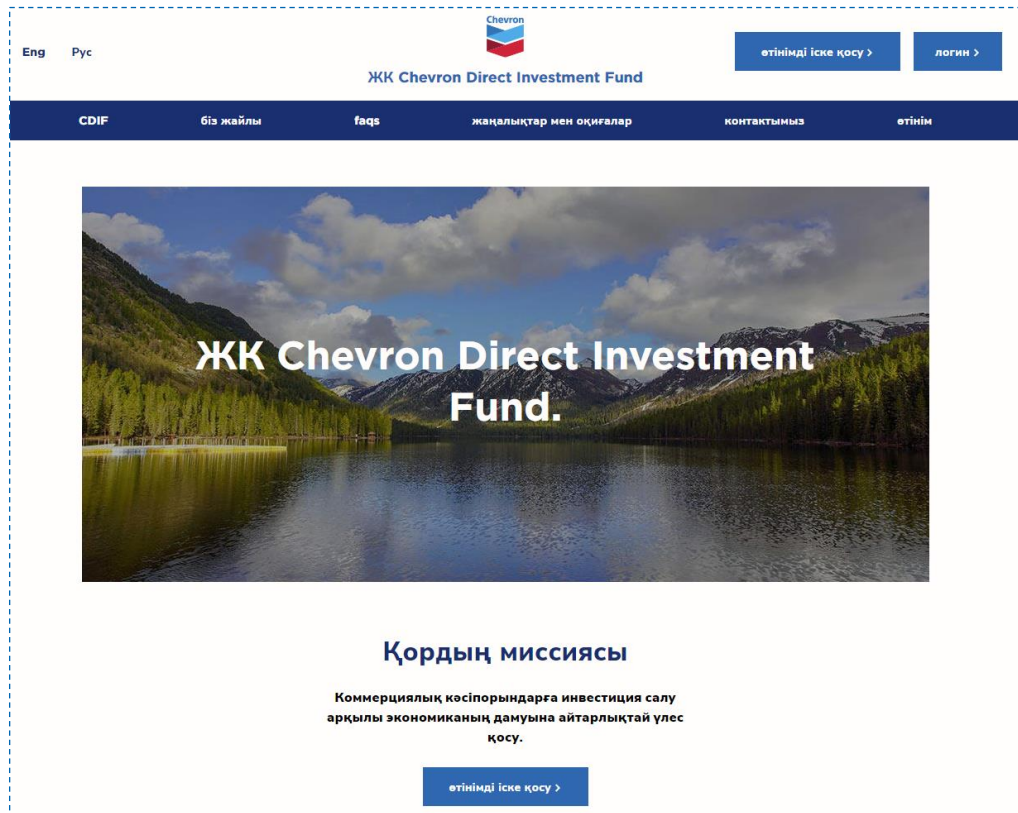 Chevron
Eng Рус
ЖК Chevron Direct Investment Fund
өтінімді іске қосу >
логин >
CDIF
біз жайлы
faqs
жаңалықтар мен оқиғалар
контактымыз
өтінім
ЖК Chevron Direct Investment
Fund.
Қордың миссиясы
Коммерциялық кәсіпорындарға инвестиция салу
арқылы экономиканың дамуына айтарлықтай үлес
қосу.
өтінімді іске қосу >